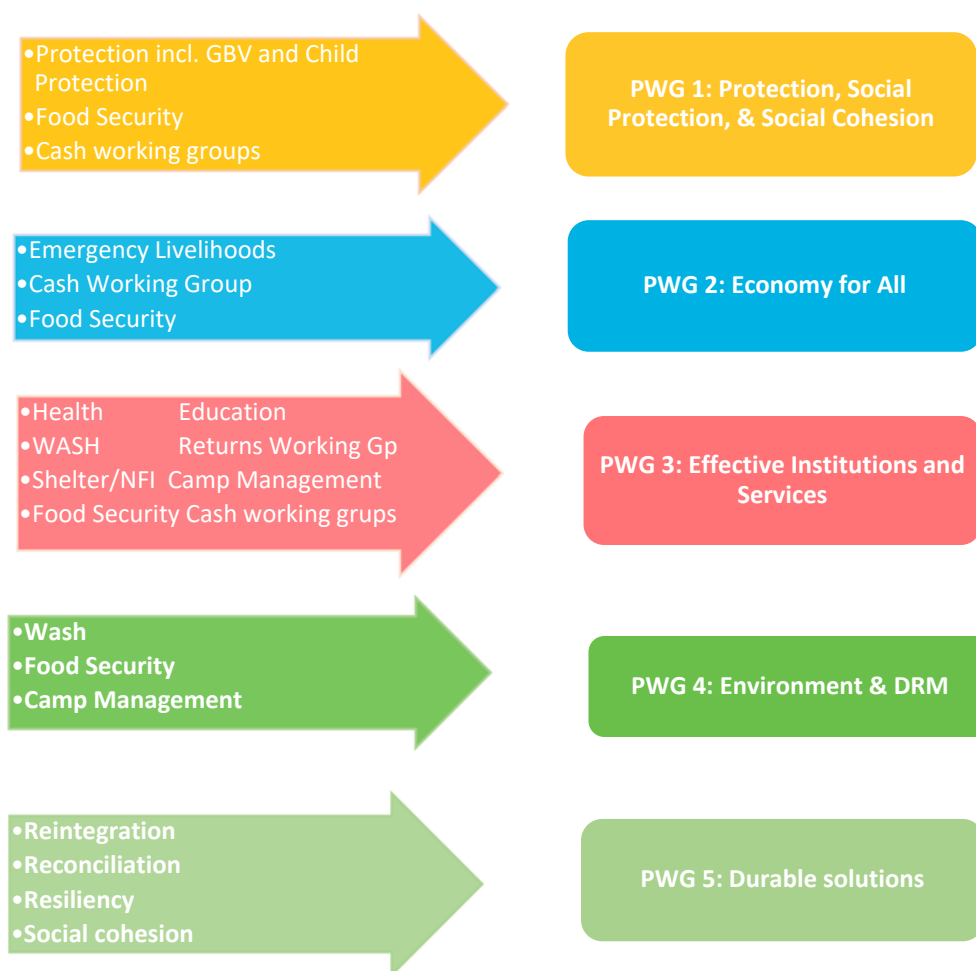 •Protection incl. GBV and Child
Protection
•Food Security
•Cash working groups
PWG 1: Protection, Social
Protection, & Social Cohesion
•Emergency Livelihoods
•Cash Working Group
•Food Security
PWG 2: Economy for All
•Health Education
•WASH Returns Working Gp
•Shelter/NFI Camp Management
•Food Security Cash working grups
PWG 3: Effective Institutions and
Services
•Wash
•Food Security
•Camp Management
PWG 4: Environment & DRM
•Reintegration
•Reconciliation
•Resiliency
•Social cohesion
PWG 5: Durable solutions